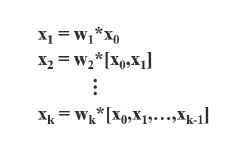 x₁ = w₁*x₀
x₂ = w₂*[x₀,x₁]
⋮
xₖ = wₖ*[x₀,x₁,…,xₖ₋₁]